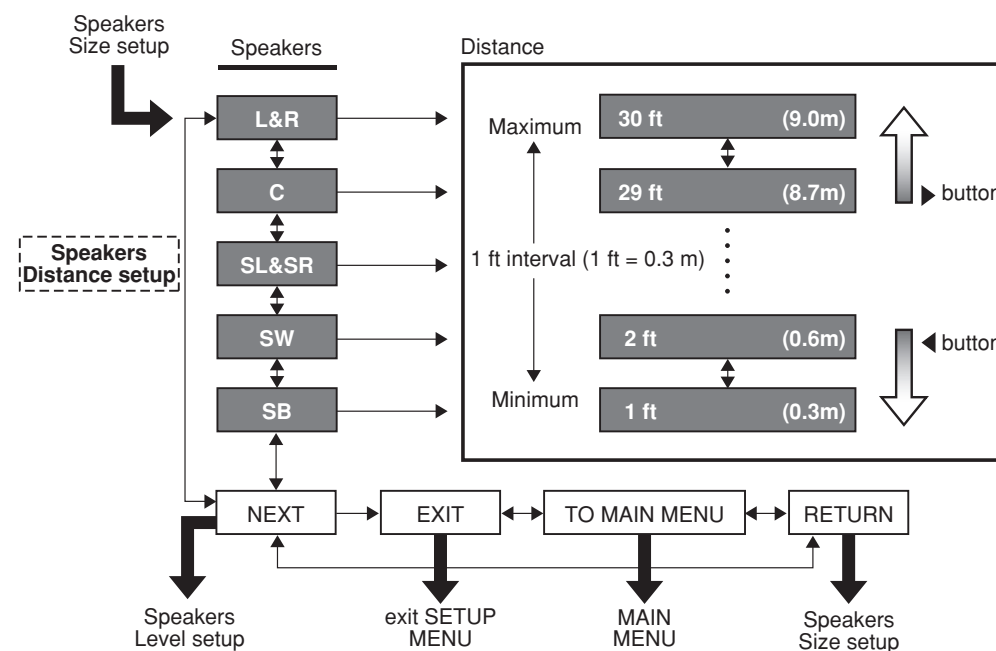 Speakers
Size setup
Speakers
Distance
L&R
C
SL&SR
SW
SB
Speakers
Distance setup
Maximum
30 ft (9.0m)
29 ft (8.7m)
▶ button
1 ft interval (1 ft = 0.3 m)
2 ft (0.6m)
◀ button
Minimum
1 ft (0.3m)
NEXT
EXIT
TO MAIN MENU
RETURN
Speakers
Level setup
exit SETUP
MENU
MAIN
MENU
Speakers
Size setup